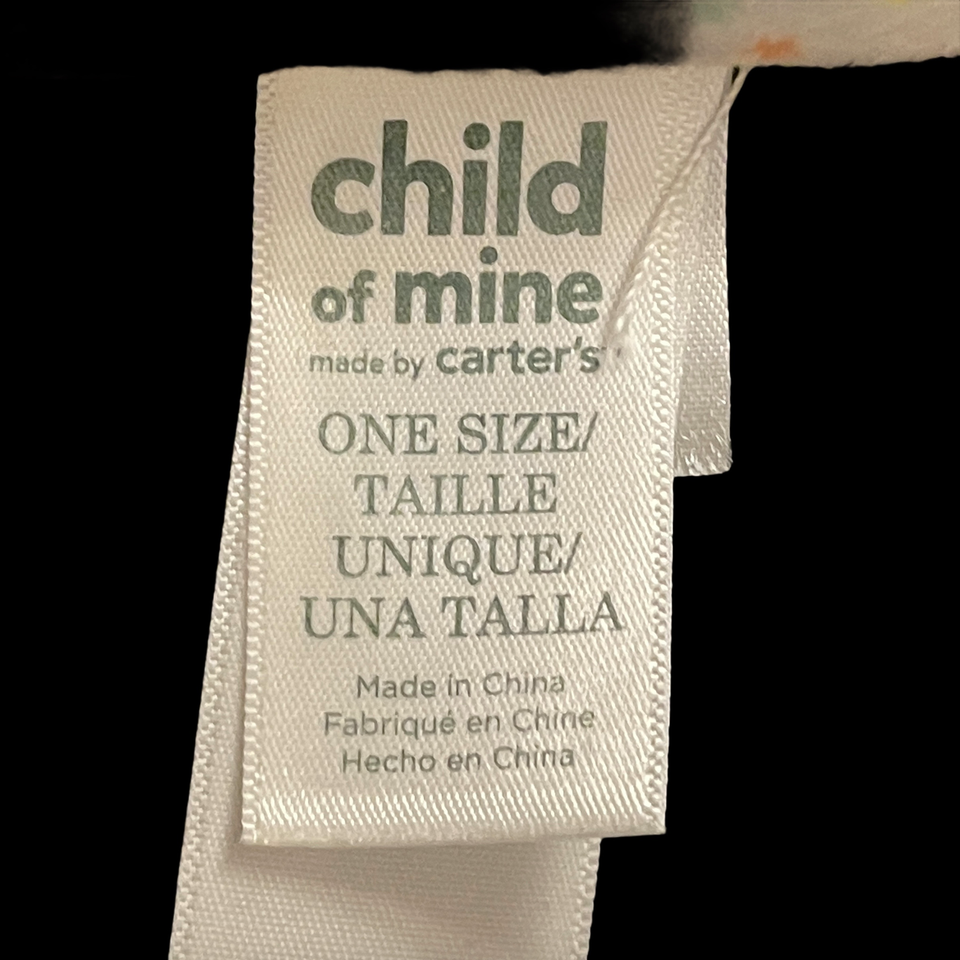 child
of mine
made by carter's
ONE SIZE/
TAILLE
UNIQUE/
UNA TALLA
Made in China
Fabriqué en Chine
Hecho en China